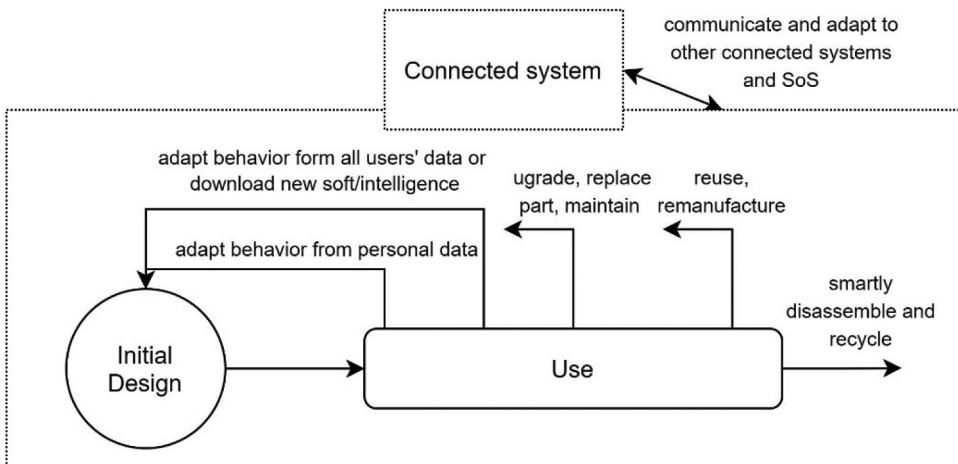 Connected system
communicate and adapt to
other connected systems
and SoS
adapt behavior form all users' data or
download new soft/intelligence
ugrade, replace
part, maintain
reuse,
remanufacture
adapt behavior from personal data
smartly
disassemble and
recycle
Initial
Design
Use